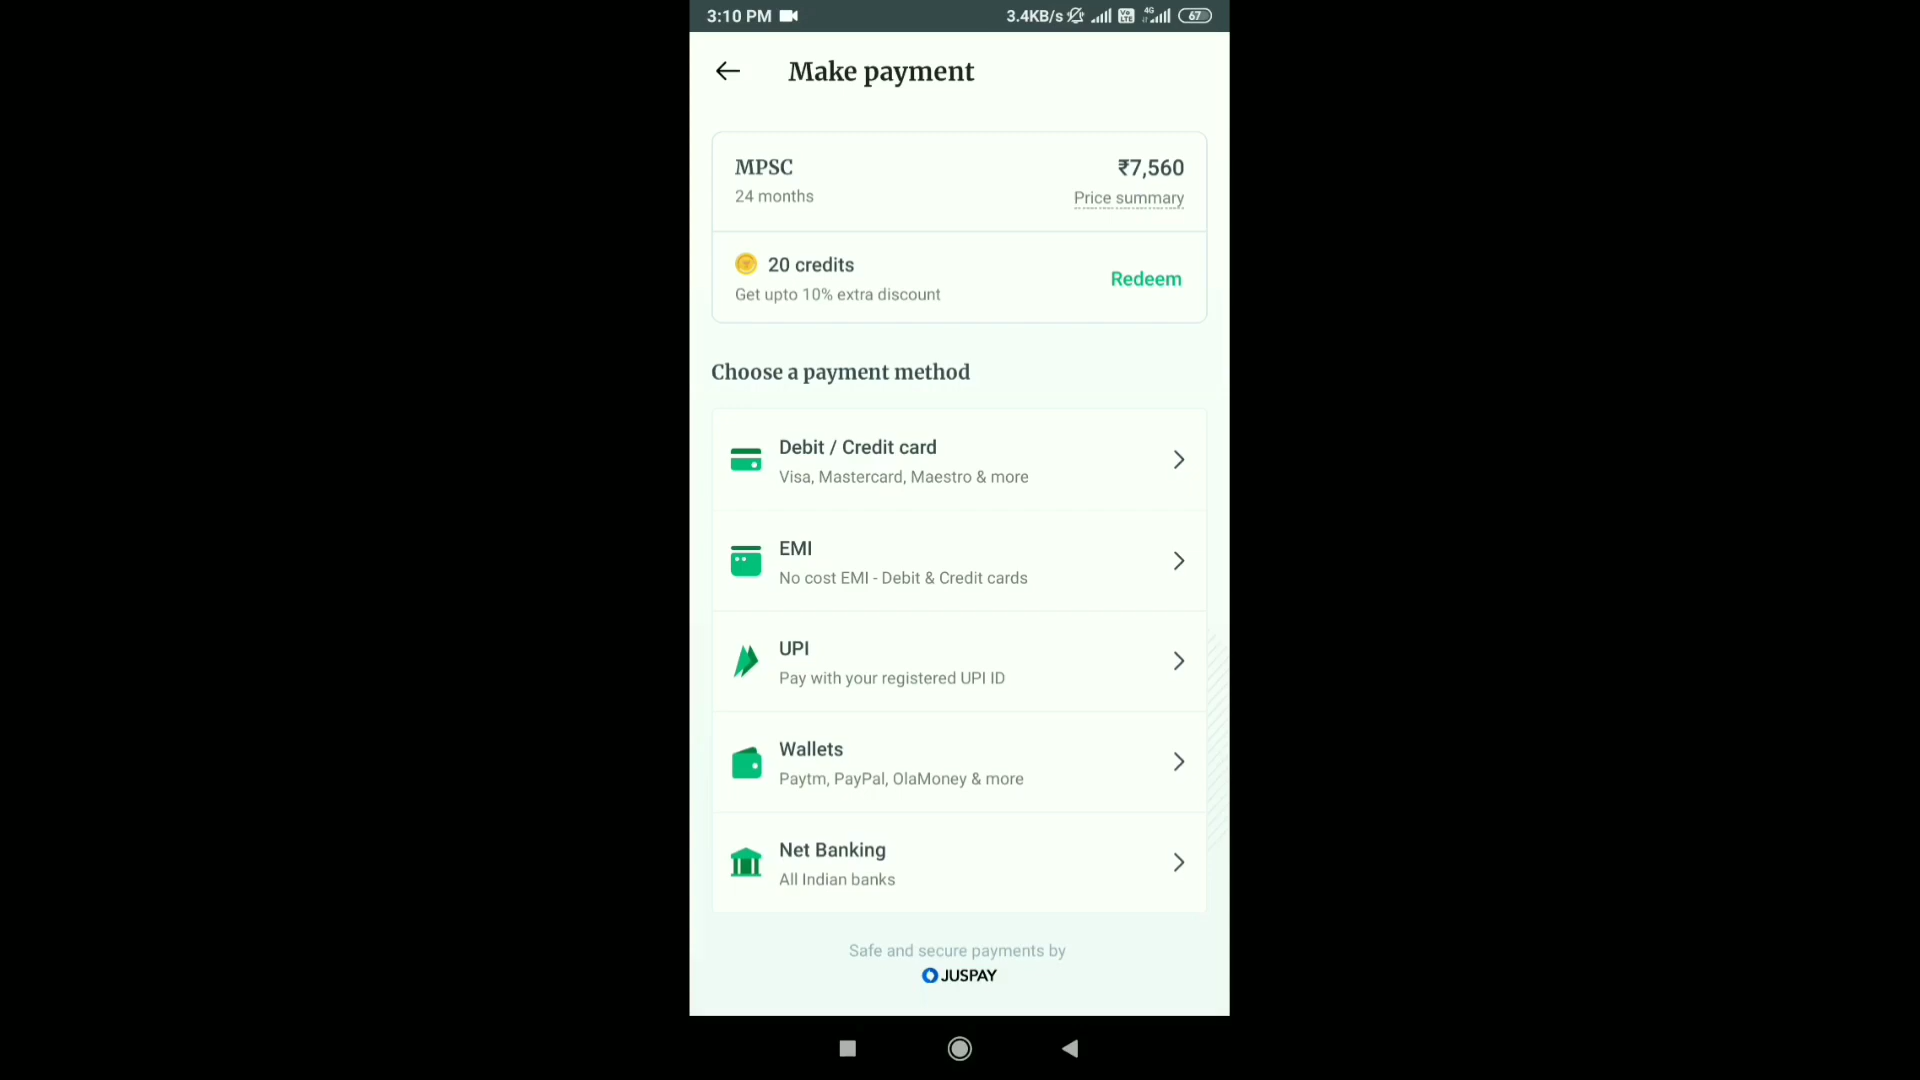 3:10 PM 3.4KB/s Vo LTE 4G 67
Make payment
MPSC ₹7,560
24 months Price summary
20 credits
Redeem
Get upto 10% extra discount
Choose a payment method
Debit / Credit card
Visa, Mastercard, Maestro & more
EMI
No cost EMI - Debit & Credit cards
UPI
Pay with your registered UPI ID
Wallets
Paytm, PayPal, OlaMoney & more
Net Banking
All Indian banks
Safe and secure payments by
JUSPAY